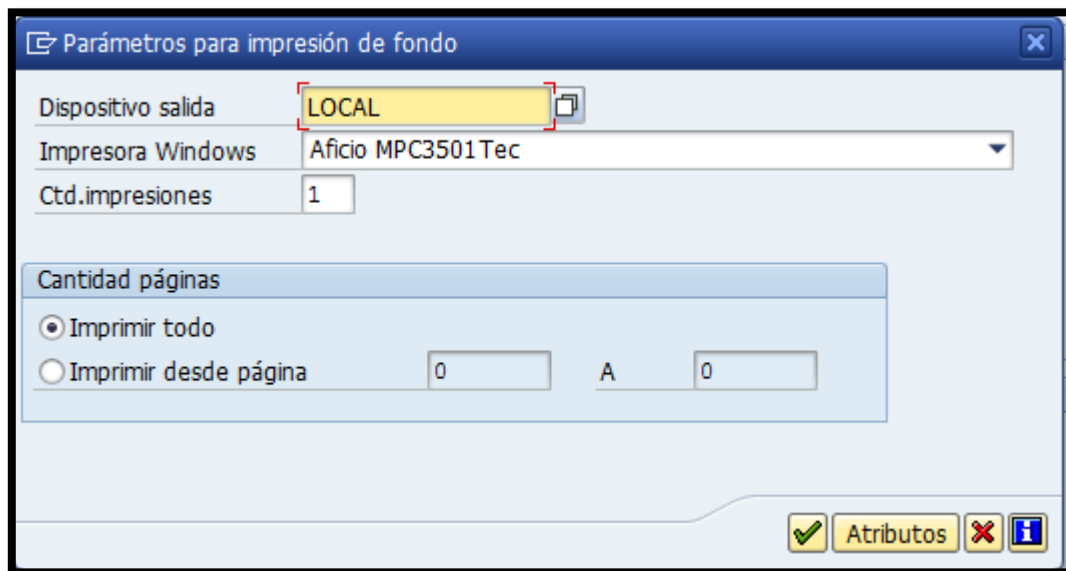 Parámetros para impresión de fondo
Dispositivo salida LOCAL
Impresora Windows Aficio MPC3501Tec
Ctd.impresiones 1
Cantidad páginas
Imprimir todo
Imprimir desde página 0 A 0
Atributos